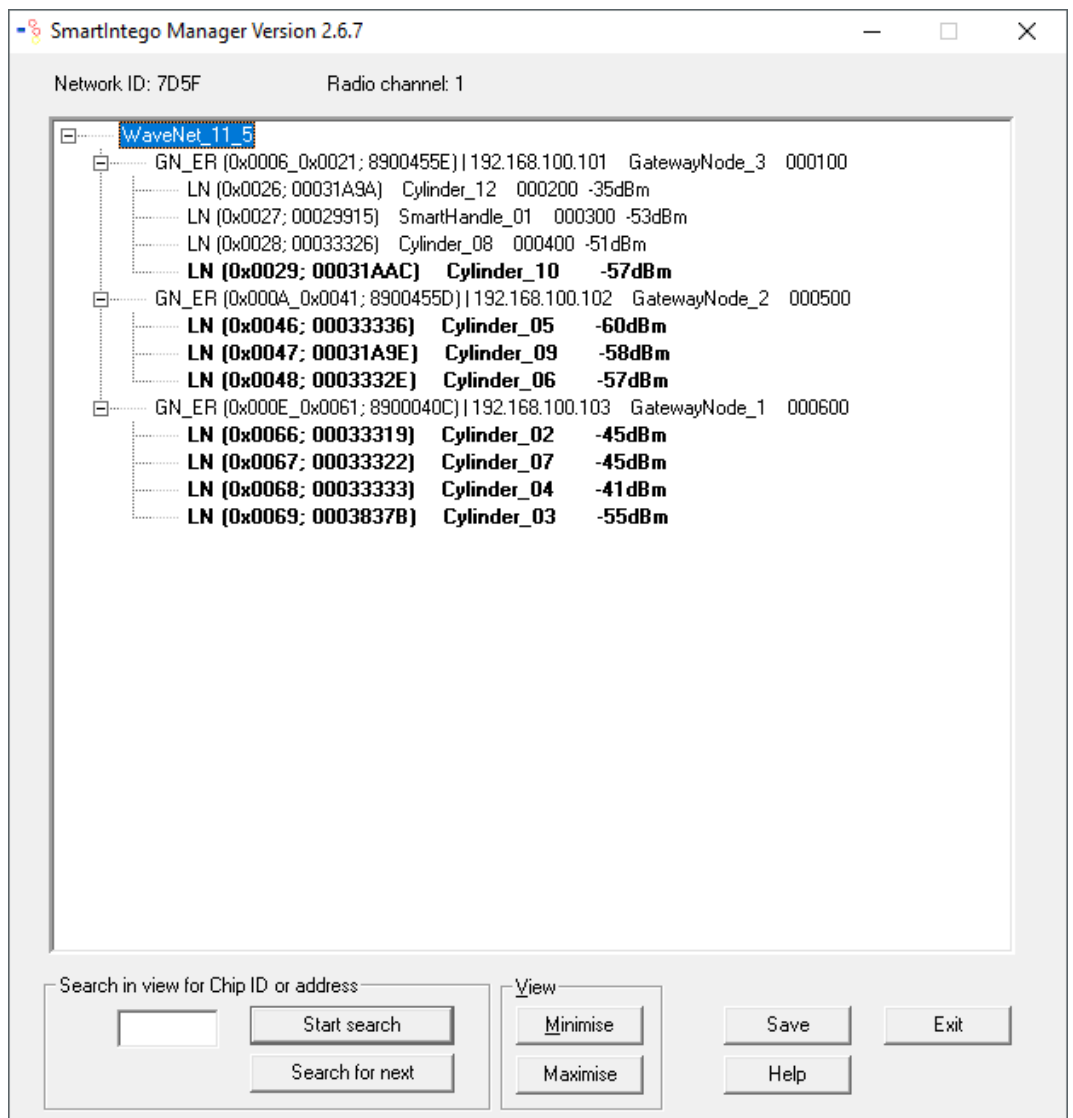 SmartIntego Manager Version 2.6.7
Network ID: 7D5F Radio channel: 1
WaveNet_11_5
GN_ER (0x0006_0x0021; 8900455E) | 192.168.100.101 GatewayNode_3 000100
LN (0x0026; 00031A9A) Cylinder_12 000200 -35dBm
LN (0x0027; 00029915) SmartHandle_01 000300 -53dBm
LN (0x0028; 00033326) Cylinder_08 000400 -51dBm
LN (0x0029; 00031AAC) Cylinder_10 -57dBm
GN_ER (0x000A_0x0041; 8900455D) | 192.168.100.102 GatewayNode_2 000500
LN (0x0046; 00033336) Cylinder_05 -60dBm
LN (0x0047; 00031A9E) Cylinder_09 -58dBm
LN (0x0048; 0003332E) Cylinder_06 -57dBm
GN_ER (0x000E_0x0061; 8900040C) | 192.168.100.103 GatewayNode_1 000600
LN (0x0066; 00033319) Cylinder_02 -45dBm
LN (0x0067; 00033322) Cylinder_07 -45dBm
LN (0x0068; 00033333) Cylinder_04 -41dBm
LN (0x0069; 0003837B) Cylinder_03 -55dBm
Search in view for Chip ID or address
Start search
Search for next
View
Minimise
Maximise
Save
Exit
Help